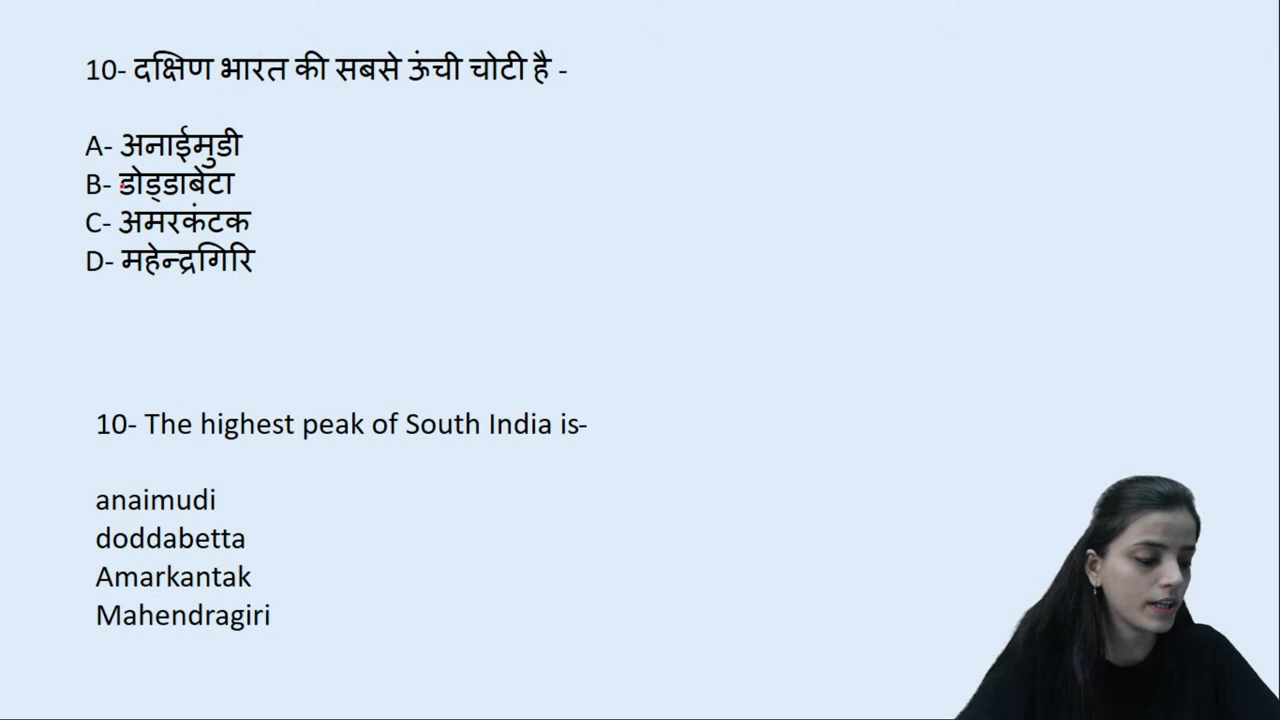 10- दक्षिण भारत की सबसे ऊंची चोटी है -
A- अनाईमुडी
B- डोड्डाबेटा
C- अमरकंटक
D- महेन्द्रगिरि
10- The highest peak of South India is-
anaimudi
doddabetta
Amarkantak
Mahendragiri